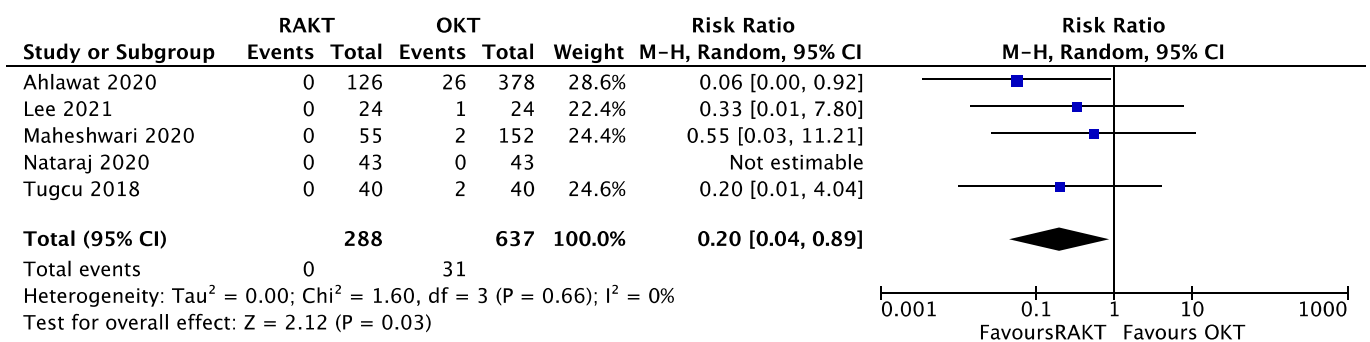 RAKT OKT Risk Ratio Risk Ratio
Study or Subgroup Events Total Events Total Weight M-H, Random, 95% CI M-H, Random, 95% CI
Ahlawat 2020 0 126 26 378 28.6% 0.06 [0.00, 0.92]
Lee 2021 0 24 1 24 22.4% 0.33 [0.01, 7.80]
Maheshwari 2020 0 55 2 152 24.4% 0.55 [0.03, 11.21]
Nataraj 2020 0 43 0 43 Not estimable
Tugcu 2018 0 40 2 40 24.6% 0.20 [0.01, 4.04]
Total (95% CI) 288 637 100.0% 0.20 [0.04, 0.89]
Total events 0 31
Heterogeneity: Tau² = 0.00; Chi² = 1.60, df = 3 (P = 0.66); I² = 0%
Test for overall effect: Z = 2.12 (P = 0.03)
0.001 0.1 1 10 1000
FavoursRAKT Favours OKT